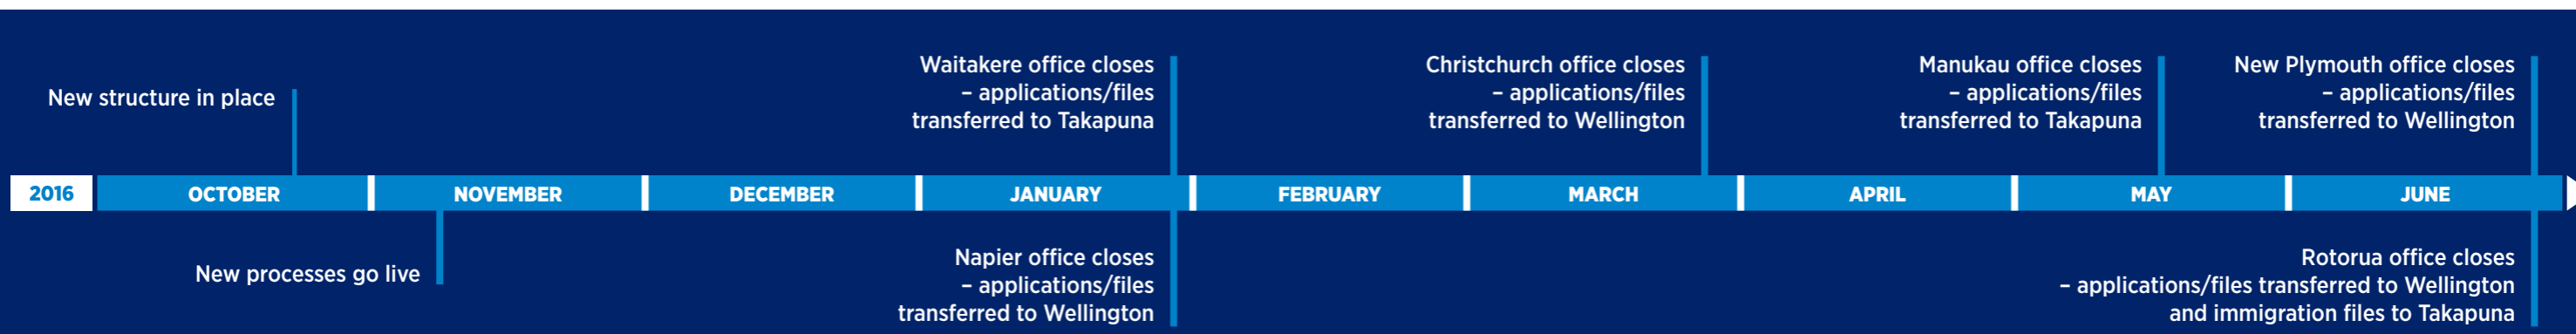 New structure in place
Waitakere office closes
– applications/files
transferred to Takapuna
Christchurch office closes
– applications/files
transferred to Wellington
Manukau office closes
– applications/files
transferred to Takapuna
New Plymouth office closes
– applications/files
transferred to Wellington
2016 OCTOBER NOVEMBER DECEMBER JANUARY FEBRUARY MARCH APRIL MAY JUNE
New processes go live
Napier office closes
– applications/files
transferred to Wellington
Rotorua office closes
– applications/files transferred to Wellington
and immigration files to Takapuna